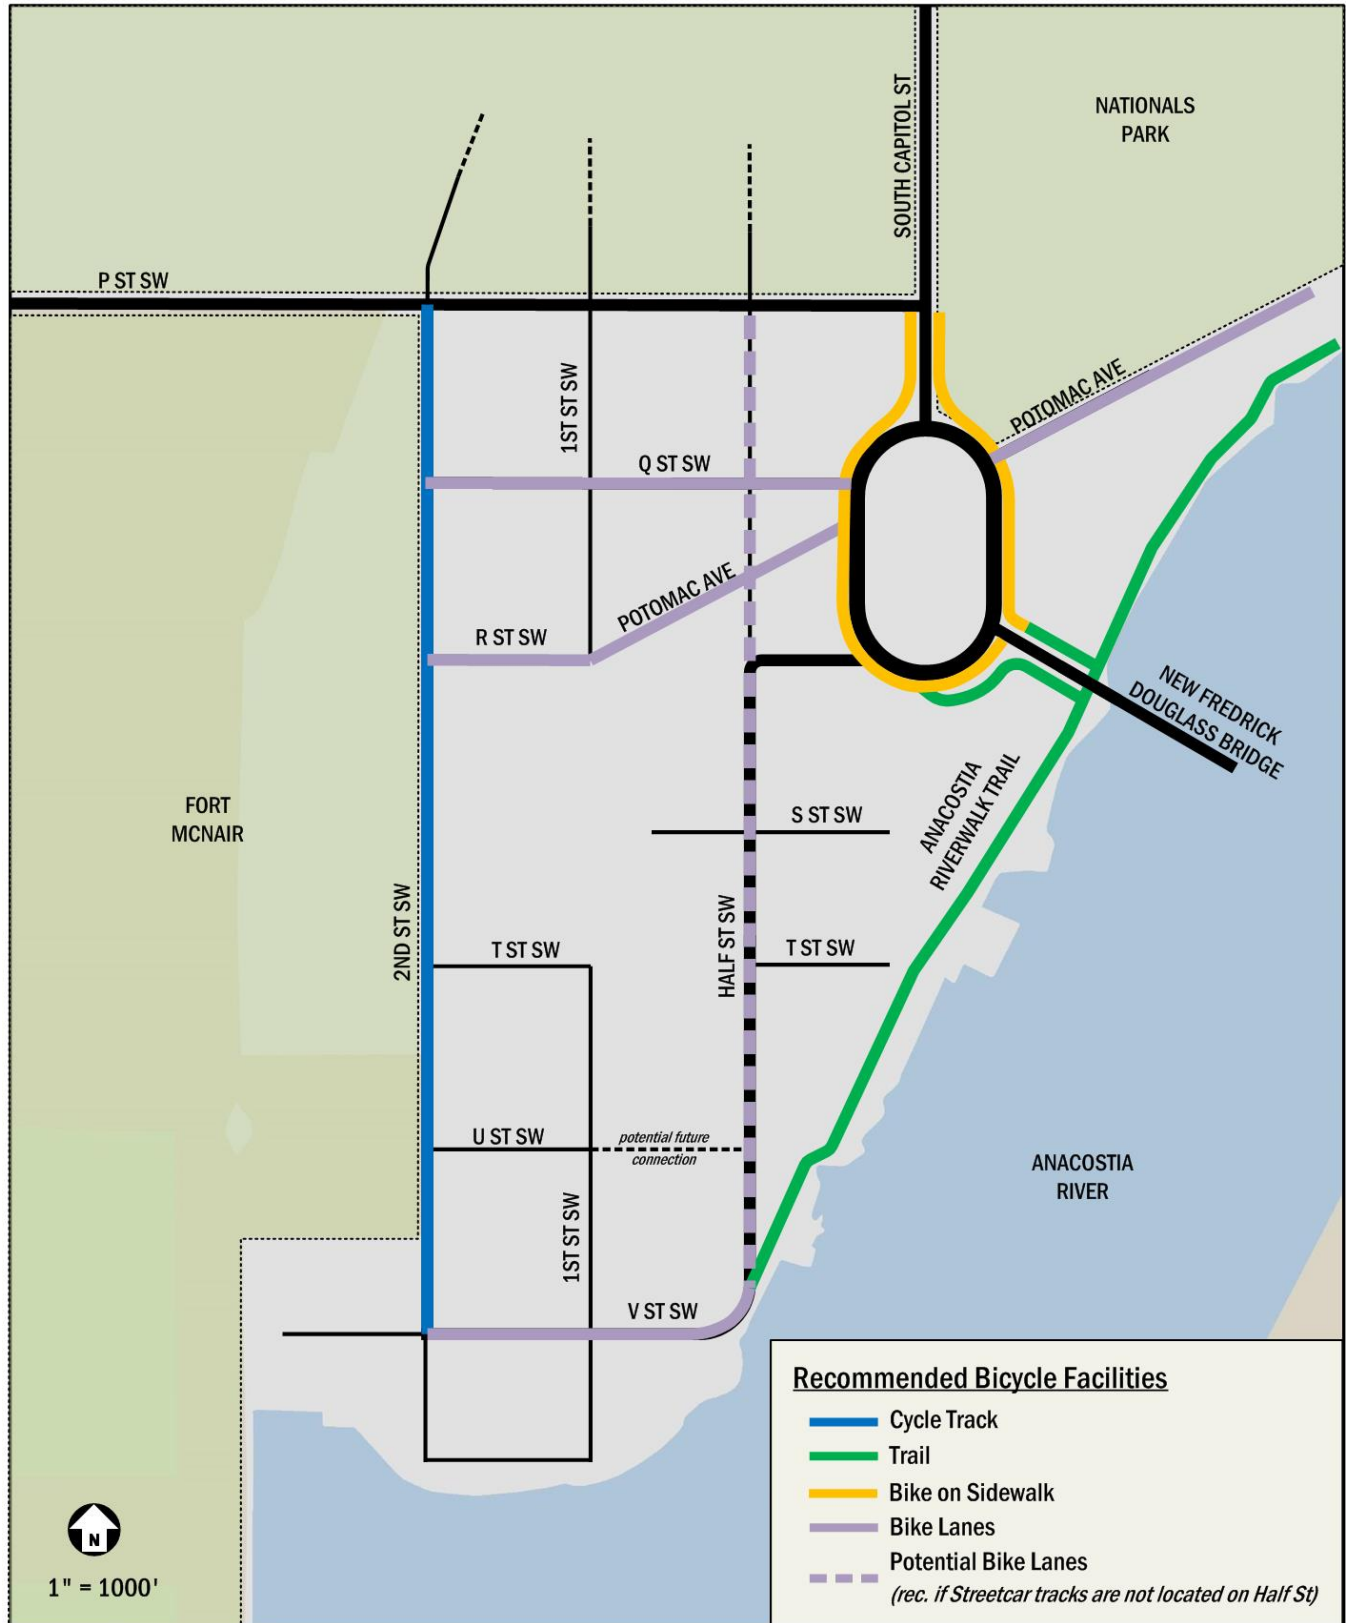 SOUTH CAPITOL ST
NATIONALS
PARK
P ST SW
1ST ST SW
POTOMAC AVE
Q ST SW
POTOMAC AVE
R ST SW
NEW FREDRICK
DOUGLASS BRIDGE
FORT
MCNAIR
S ST SW
ANACOSTIA
RIVERWALK TRAIL
2ND ST SW
HALF ST SW
T ST SW
T ST SW
U ST SW
potential future
connection
ANACOSTIA
RIVER
1ST ST SW
V ST SW
Recommended Bicycle Facilities
Cycle Track
Trail
Bike on Sidewalk
Bike Lanes
Potential Bike Lanes
(rec. if Streetcar tracks are not located on Half St)
N
1" = 1000'